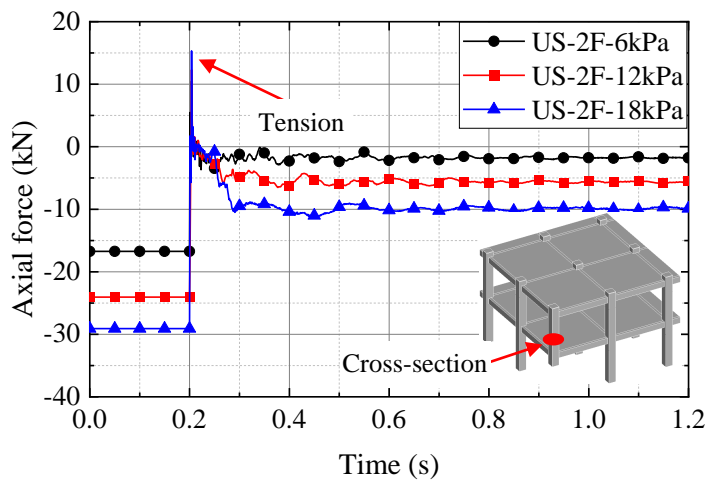 US-2F-6kPa
US-2F-12kPa
US-2F-18kPa
Tension
Cross-section
Axial force (kN)
20
10
0
-10
-20
-30
-40
0.0 0.2 0.4 0.6 0.8 1.0 1.2
Time (s)